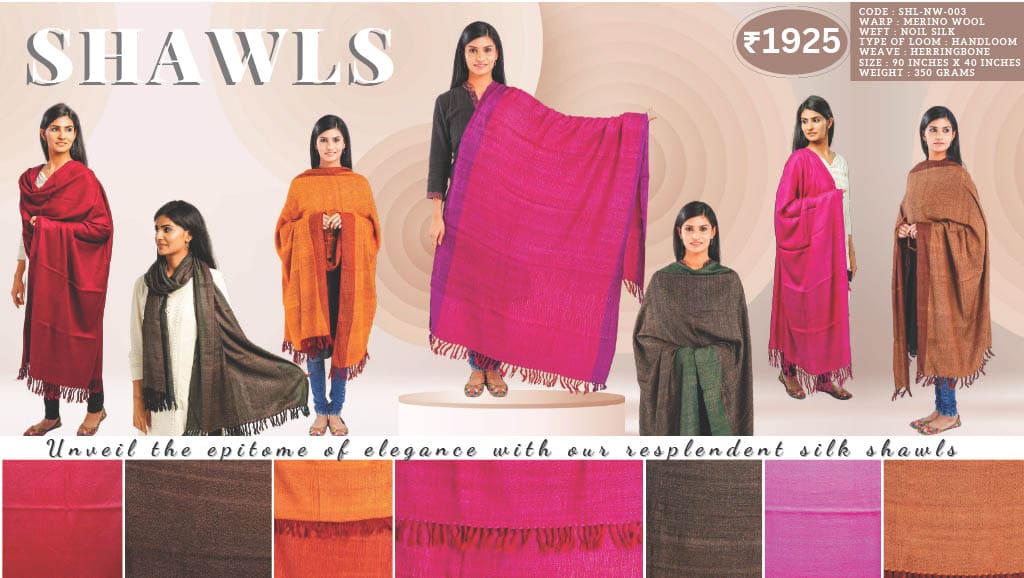 SHAWLS
₹1925
CODE : SHL-NW-003
WARP : MERINO WOOL
WEFT : NOIL SILK
TYPE OF LOOM : HANDLOOM
WEAVE : HERRINGBONE
SIZE : 90 INCHES X 40 INCHES
WEIGHT : 350 GRAMS
Unveil the epitome of elegance with our resplendent silk shawls